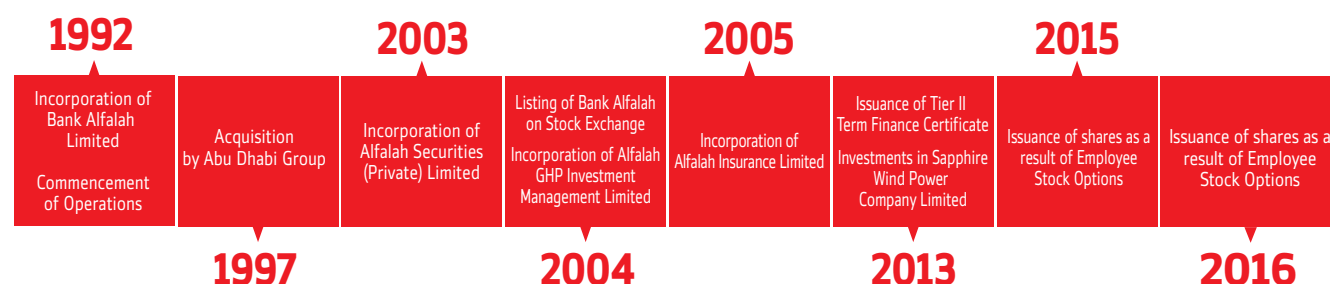 1992
Incorporation of
Bank Alfalah
Limited
Commencement
of Operations
Acquisition
by Abu Dhabi Group
1997
2003
Incorporation of
Alfalah Securities
(Private) Limited
Listing of Bank Alfalah
on Stock Exchange
Incorporation of Alfalah
GHP Investment
Management Limited
2004
2005
Incorporation of
Alfalah Insurance Limited
Issuance of Tier II
Term Finance Certificate
Investments in Sapphire
Wind Power
Company Limited
2013
2015
Issuance of shares as a
result of Employee
Stock Options
Issuance of shares as a
result of Employee
Stock Options
2016